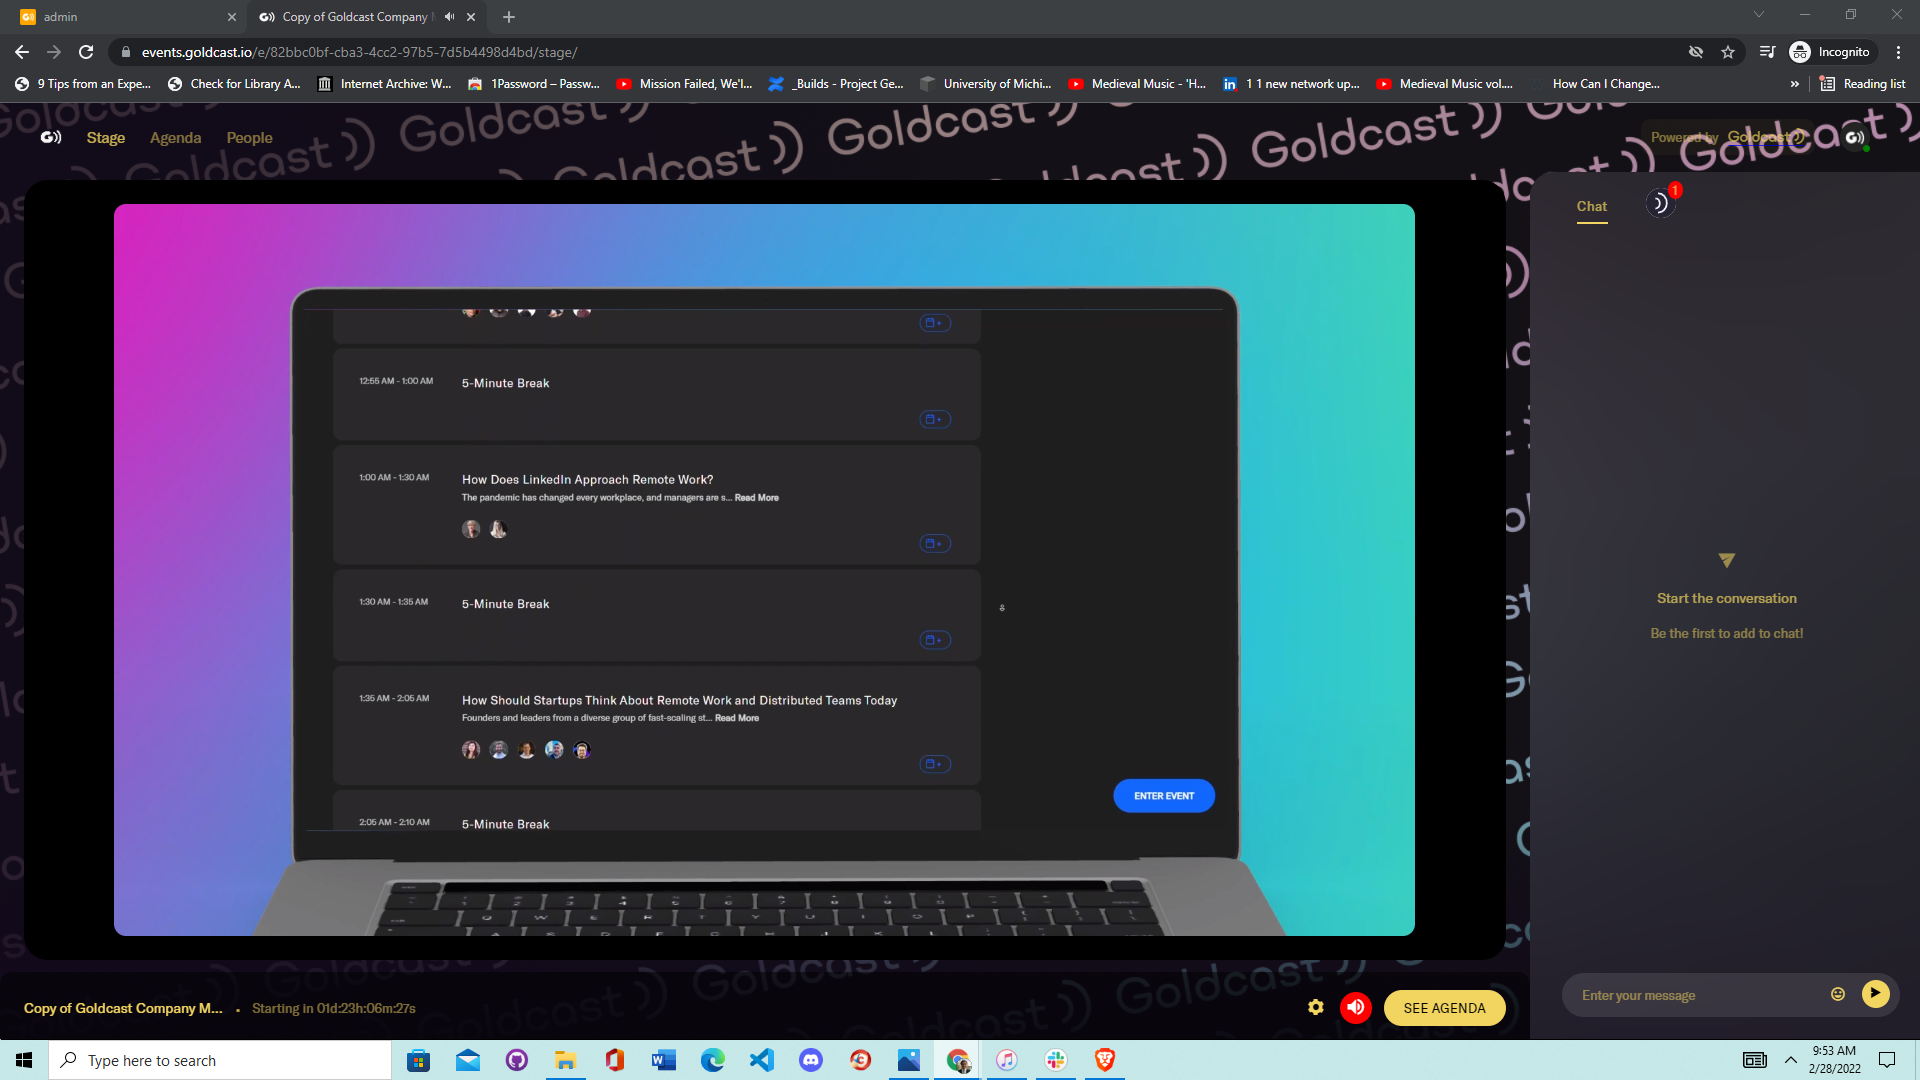 admin
Copy of Goldcast Company
events.goldcast.io/e/82bbc0bf-cba3-4cc2-97b5-7d5b4498d4bd/stage/
Incognito
9 Tips from an Expe...
Check for Library A...
Internet Archive: W...
1Password – Passw...
Mission Failed, We'l...
_Builds - Project Ge...
University of Michi...
Medieval Music - 'H...
1 1 new network up...
Medieval Music vol....
How Can I Change...
»
Reading list
Stage
Agenda
People
Powered by Goldcast
Chat
1
12:55 AM - 1:00 AM
5-Minute Break
1:00 AM - 1:30 AM
How Does LinkedIn Approach Remote Work?
The pandemic has changed every workplace, and managers are s... Read More
1:30 AM - 1:35 AM
5-Minute Break
1:35 AM - 2:05 AM
How Should Startups Think About Remote Work and Distributed Teams Today
Founders and leaders from a diverse group of fast-scaling st... Read More
ENTER EVENT
2:05 AM - 2:10 AM
5-Minute Break
Start the conversation
Be the first to add to chat!
Enter your message
Copy of Goldcast Company M...
Starting in 01d:23h:06m:27s
SEE AGENDA
Type here to search
9:53 AM
2/28/2022